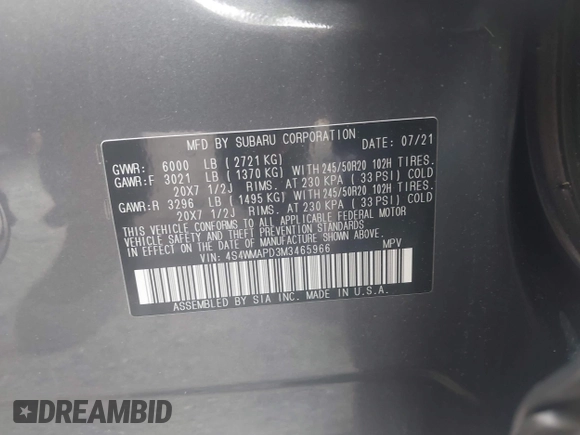 MFD BY SUBARU CORPORATION DATE: 07/21
GVWR: 6000 LB (2721 KG)
GAWR:F 3021 LB (1370 KG) WITH 245/50R20 102H TIRES.
20X7 1/2J RIMS. AT 230 KPA (33 PSI) COLD
GAWR:R 3296 LB (1495 KG) WITH 245/50R20 102H TIRES.
20X7 1/2J RIMS. AT 230 KPA (33 PSI) COLD
THIS VEHICLE CONFORMS TO ALL APPLICABLE FEDERAL MOTOR
VEHICLE SAFETY AND THEFT PREVENTION STANDARDS IN
EFFECT ON THE DATE OF MANUFACTURE SHOWN ABOVE.
VIN: 4S4WMAPD3M3465966 MPV
ASSEMBLED BY SIA INC. MADE IN U.S.A.
DREAMBID